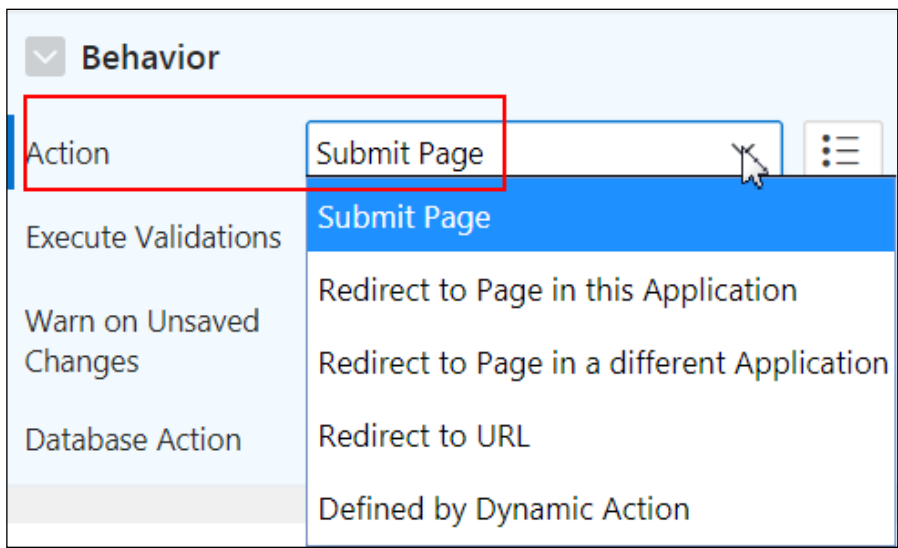 Behavior
Action
Submit Page
Submit Page
Execute Validations
Redirect to Page in this Application
Warn on Unsaved
Changes
Redirect to Page in a different Application
Redirect to URL
Database Action
Defined by Dynamic Action